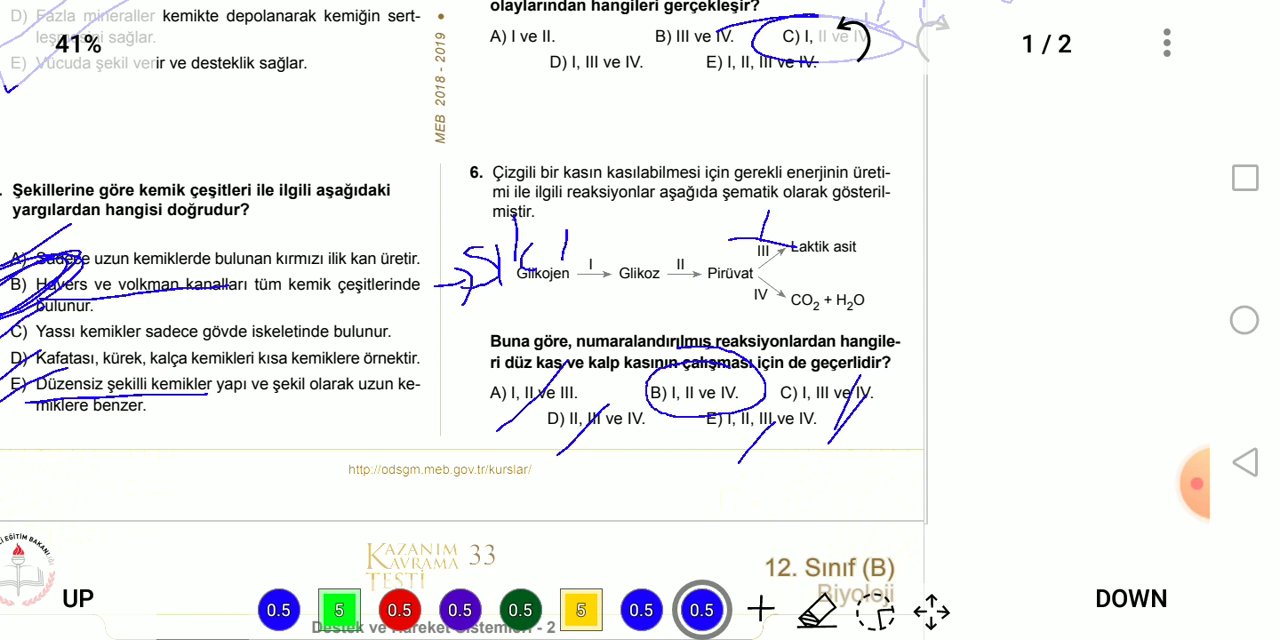 D) Fazla mineraller kemikte depolanarak kemiğin sert-
leşmesini sağlar.
E) Vücuda şekil verir ve desteklik sağlar.
41%
MEB 2018 - 2019
Şekillerine göre kemik çeşitleri ile ilgili aşağıdaki
yargılardan hangisi doğrudur?
A) Sadece uzun kemiklerde bulunan kırmızı ilik kan üretir.
B) Havers ve volkman kanalları tüm kemik çeşitlerinde
bulunur.
C) Yassı kemikler sadece gövde iskeletinde bulunur.
D) Kafatası, kürek, kalça kemikleri kısa kemiklere örnektir.
E) Düzensiz şekilli kemikler yapı ve şekil olarak uzun ke-
miklere benzer.
olaylarından hangileri gerçekleşir?
A) I ve II. B) III ve IV. C) I, II ve IV
D) I, III ve IV. E) I, II, III ve IV.
1 / 2
6. Çizgili bir kasın kasılabilmesi için gerekli enerjinin üreti-
mi ile ilgili reaksiyonlar aşağıda şematik olarak gösteril-
miştir.
III Laktik asit
Glikojen I Glikoz II Pirüvat
IV CO2 + H2O
Buna göre, numaralandırılmış reaksiyonlardan hangile-
ri düz kas ve kalp kasının çalışması için de geçerlidir?
A) I, II ve III. B) I, II ve IV. C) I, III ve IV.
D) II, III ve IV. E) I, II, III ve IV.
http://odsgm.meb.gov.tr/kurslar/
KAZANIM
KAVRAMA 33
TESTİ
12. Sınıf (B)
Biyoloji
UP 0.5 5 0.5 0.5 0.5 5 0.5 0.5 DOWN
Destek ve Hareket Sistemleri - 2